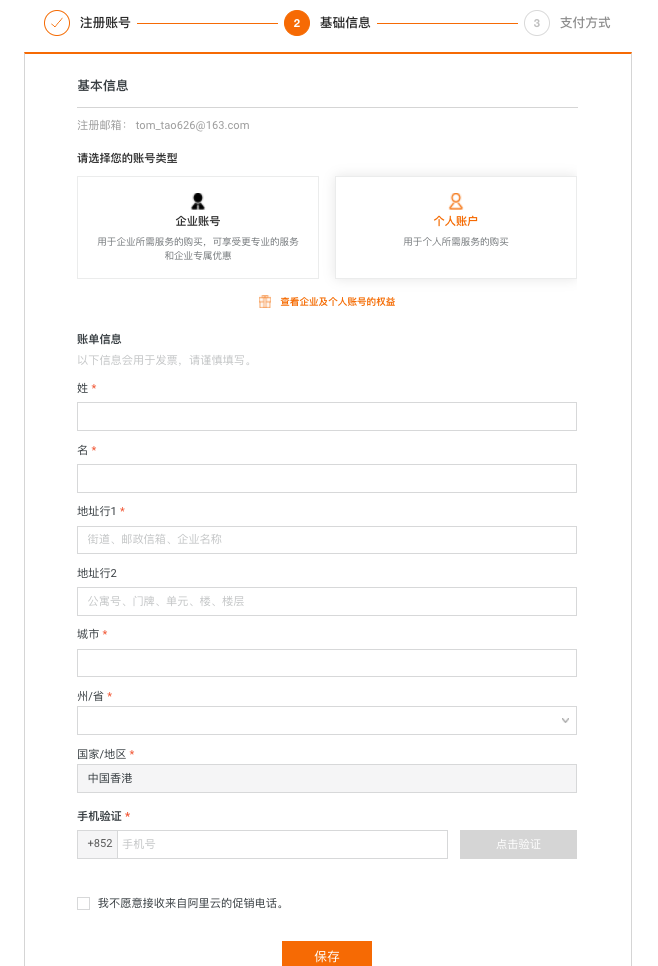 注册账号
2
基础信息
3
支付方式
基本信息
注册邮箱： tom_tao626@163.com
请选择您的账号类型
企业账号
用于企业所需服务的购买，可享受更专业的服务
和企业专属优惠
个人账户
用于个人所需服务的购买
查看企业及个人账号的权益
账单信息
以下信息会用于发票，请谨慎填写。
姓 *
名 *
地址行1 *
街道、邮政信箱、企业名称
地址行2
公寓号、门牌、单元、楼、楼层
城市 *
州/省 *
国家/地区 *
中国香港
手机验证 *
+852
手机号
点击验证
我不愿意接收来自阿里云的促销电话。
保存